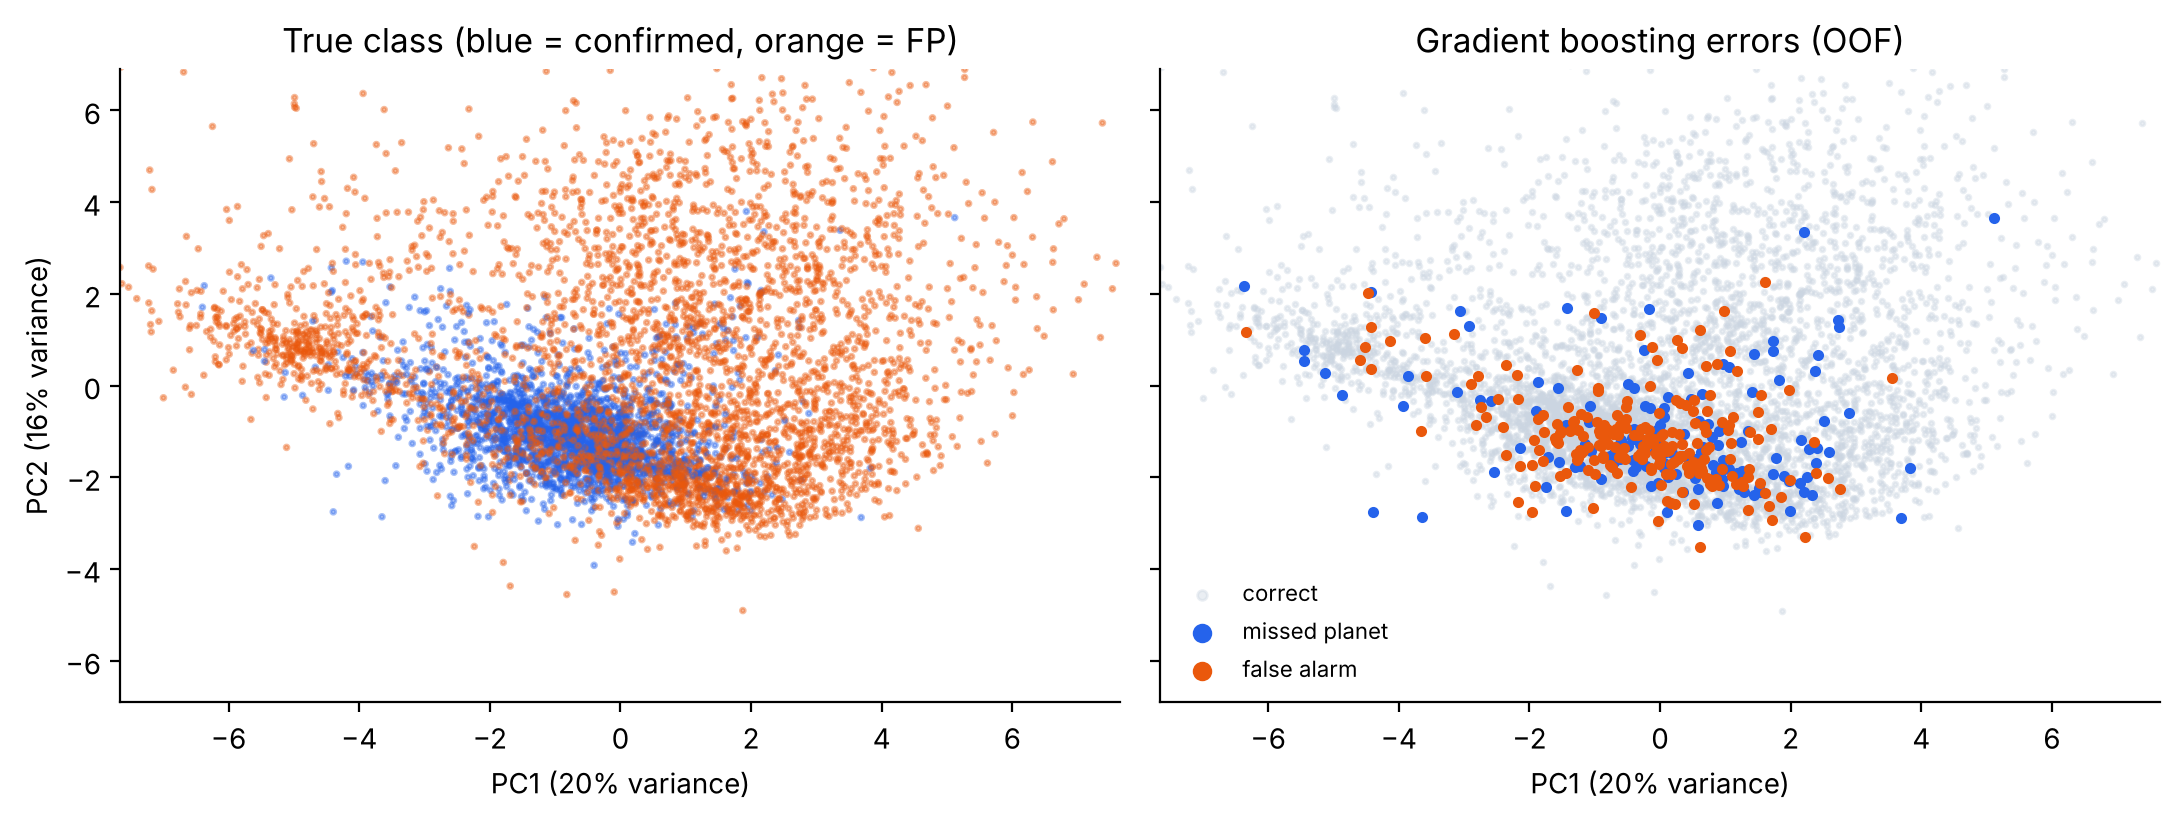 True class (blue = confirmed, orange = FP)
6
4
2
0
−2
−4
−6
PC2 (16% variance)
−6 −4 −2 0 2 4 6
PC1 (20% variance)
Gradient boosting errors (OOF)
correct
missed planet
false alarm
−6 −4 −2 0 2 4 6
PC1 (20% variance)